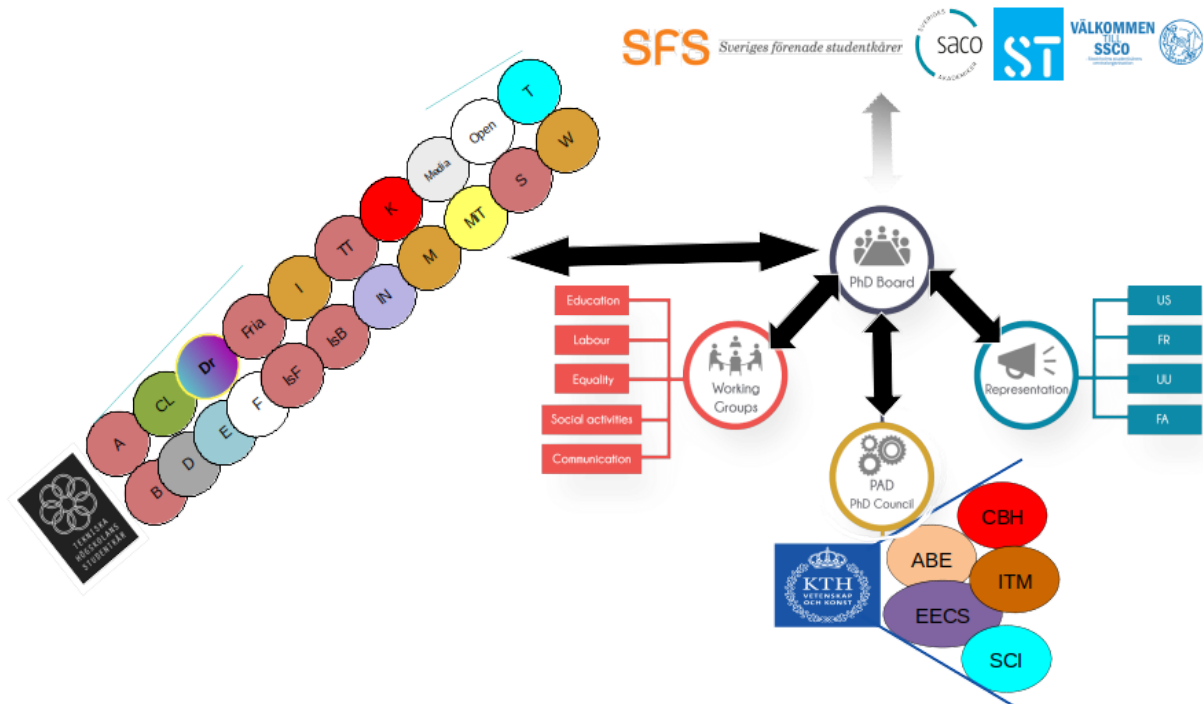 SFS
Sveriges förenade studentkårer
SVERIGES
saco
AKADEMIKER
ST
VÄLKOMMEN
TILL
SSCO
T
Open
W
Media
S
K
MiT
TT
M
I
IN
Fria
IsB
Dr
IsF
CL
F
A
E
D
B
TEKNISKA
HÖGSKOLANS
STUDENTKÅR
PhD Board
Education
Labour
Equality
Social activities
Communication
Working
Groups
Representation
US
FR
UU
FA
PAD
PhD Council
KTH
VETENSKAP
OCH KONST
CBH
ABE
ITM
EECS
SCI